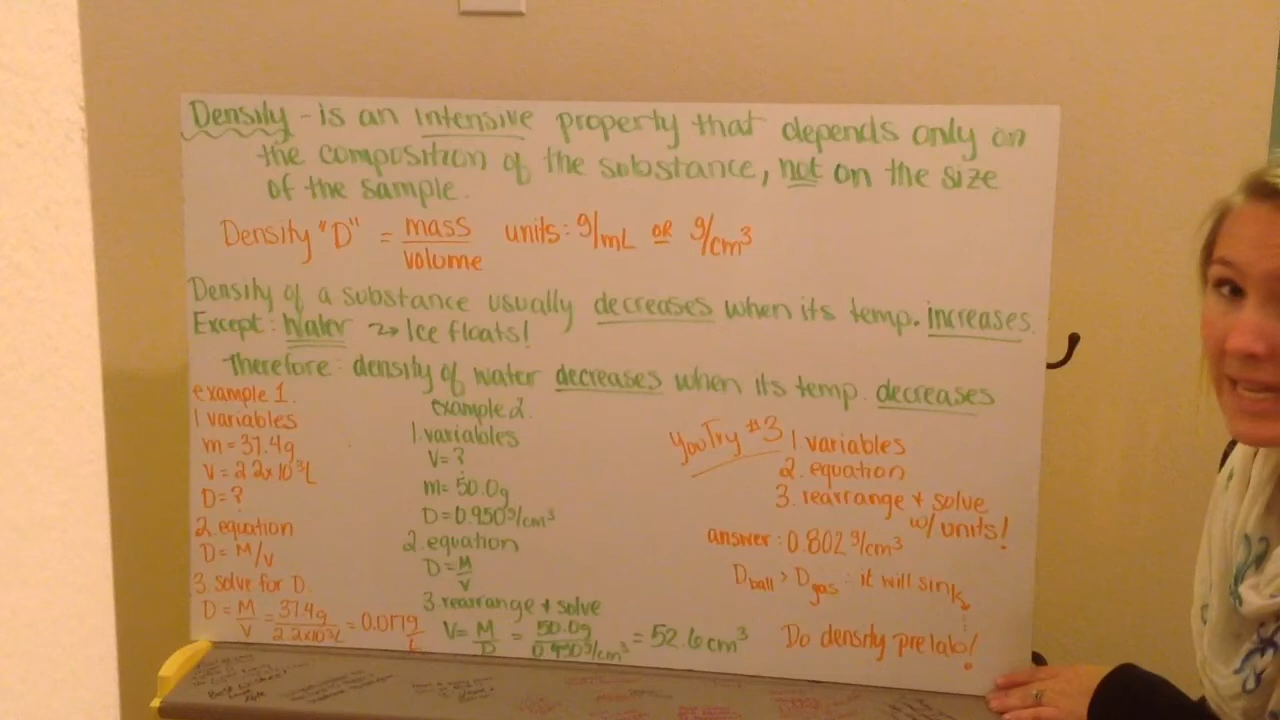 Density - is an intensive property that depends only on
the composition of the substance, not on the size
of the sample.
Density "D" = mass/volume units: g/mL OR g/cm³
Density of a substance usually decreases when its temp. increases.
Except: Water → Ice floats!
Therefore: density of water decreases when its temp. decreases
example 1.
1 variables
m = 37.4g
V = 2.2x10³L
D = ?
2. equation
D = M/V
3. solve for D.
D = M/V = 37.4g/2.2x10³L = 0.017g/L
example 2.
1. variables
V = ?
m = 50.0g
D = 0.950g/cm³
2. equation
D = M/V
3. rearrange + solve
V = M/D = 50.0g/0.950g/cm³ = 52.6 cm³
You Try #3
1 variables
2. equation
3. rearrange + solve
w/ units!
answer: 0.802 g/cm³
Dball > Dgas ∴ it will sink
Do density prelab!